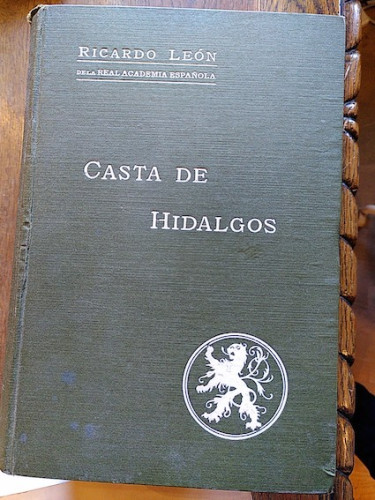 RICARDO LEÓN
DE LA REAL ACADEMIA ESPAÑOLA
CASTA DE
HIDALGOS